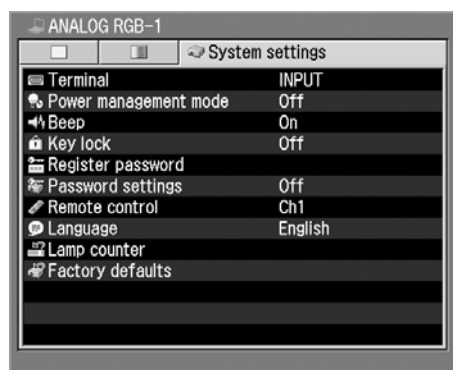 ANALOG RGB-1
System settings
Terminal INPUT
Power management mode Off
Beep On
Key lock Off
Register password
Password settings Off
Remote control Ch1
Language English
Lamp counter
Factory defaults